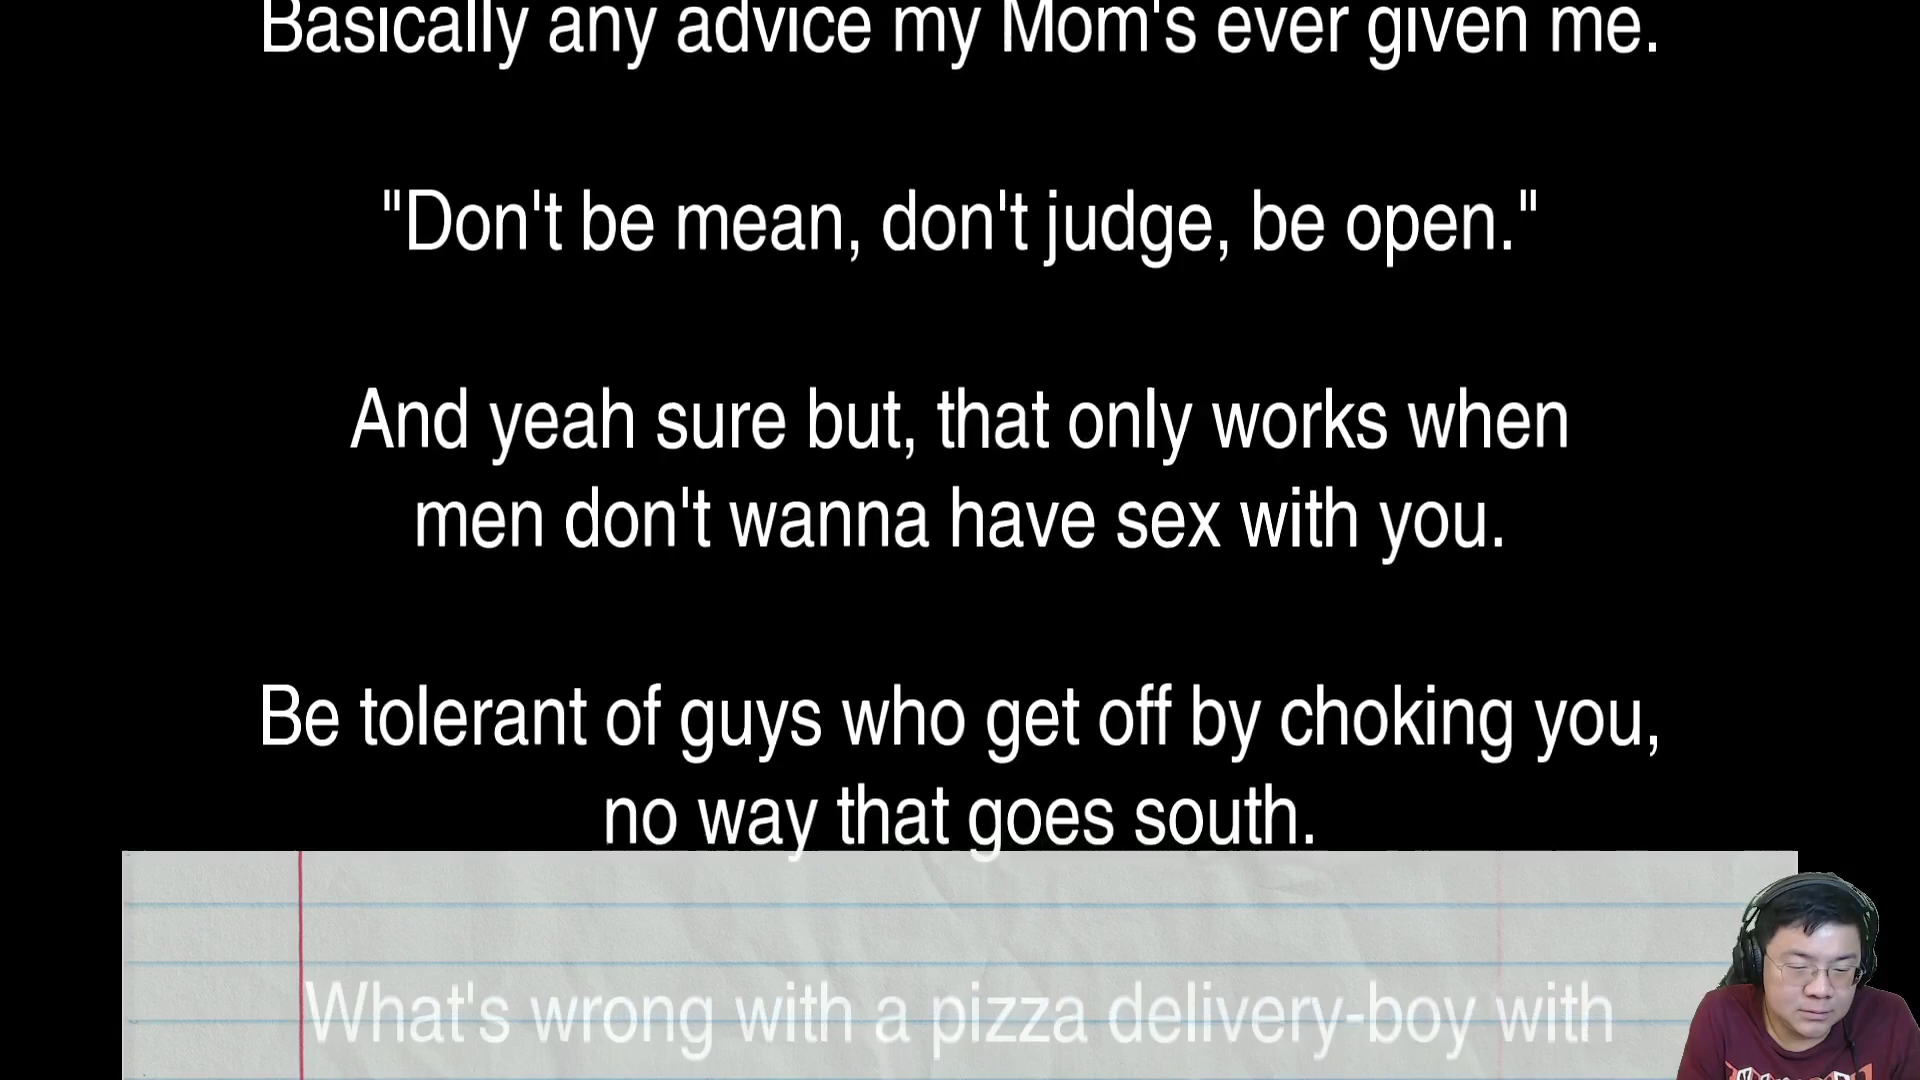 Basically any advice my Mom's ever given me.
"Don't be mean, don't judge, be open."
And yeah sure but, that only works when
men don't wanna have sex with you.
Be tolerant of guys who get off by choking you,
no way that goes south.
What's wrong with a pizza delivery-boy with